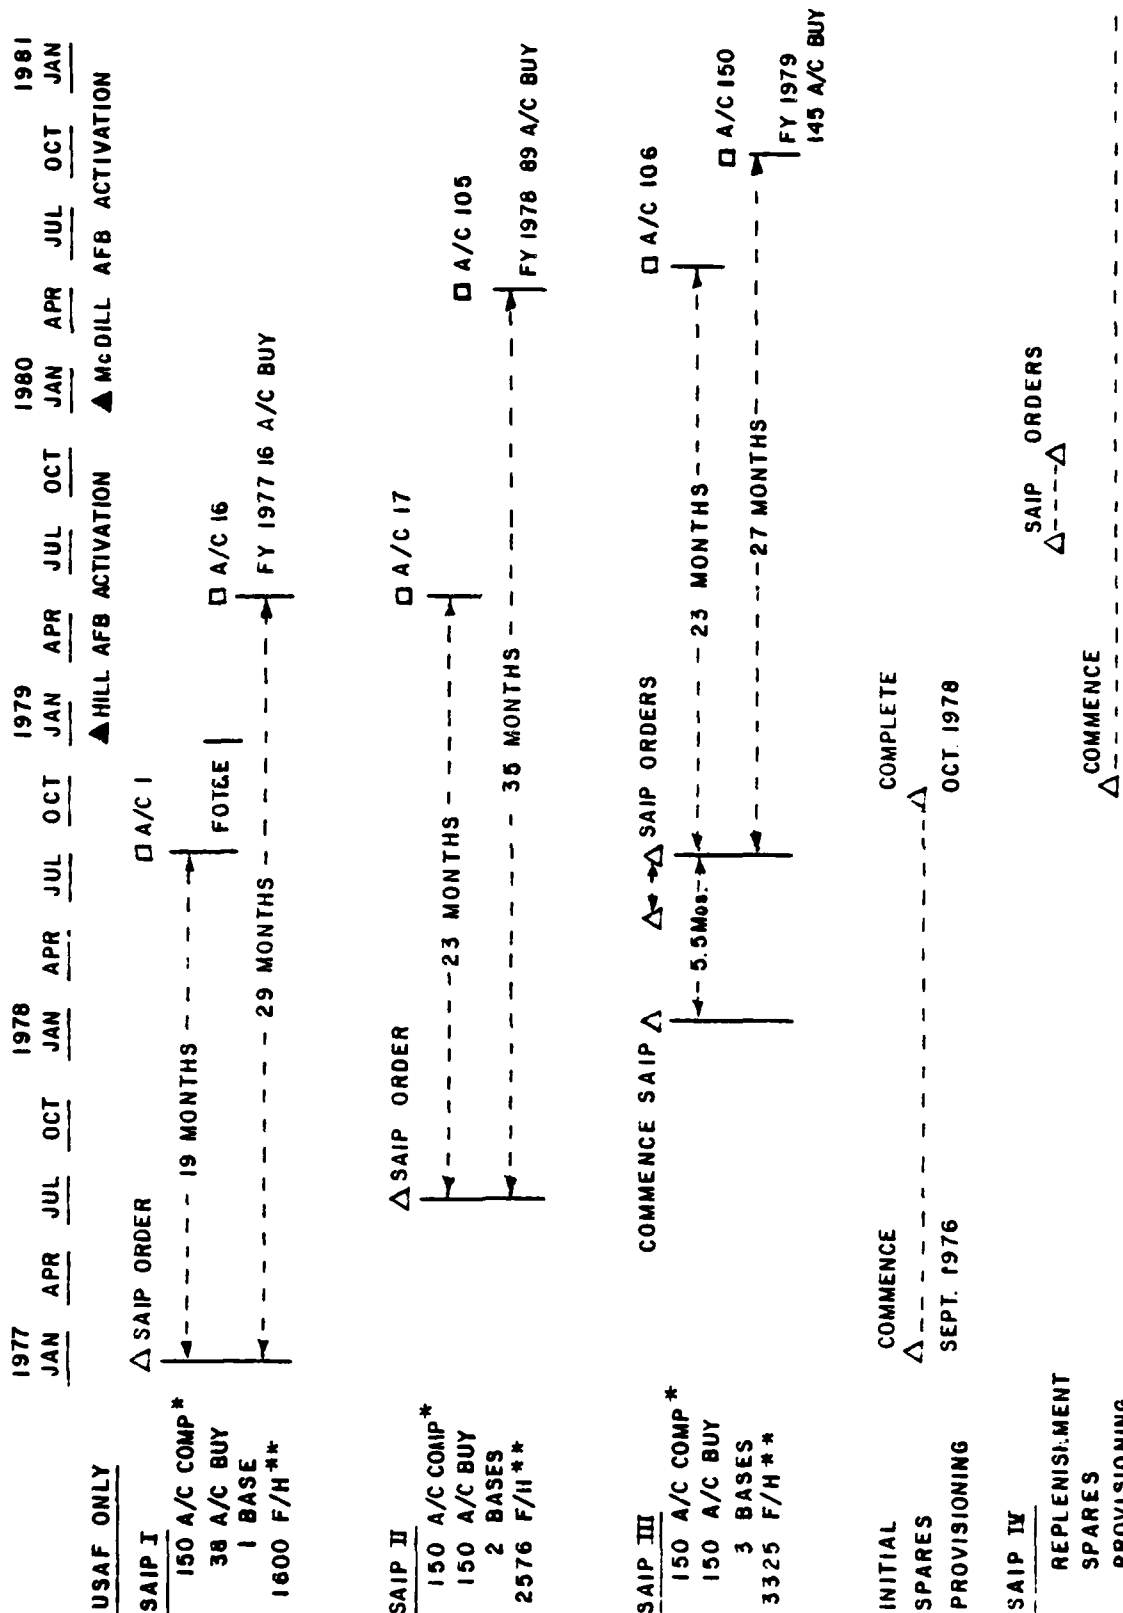 1977 1978 1979 1980 1981
JAN APR JUL OCT JAN APR JUL OCT JAN APR JUL OCT JAN APR JUL OCT JAN
USAF ONLY
HILL AFB ACTIVATION
McDILL AFB ACTIVATION
SAIP I
SAIP ORDER
A/C 1
150 A/C COMP*
19 MONTHS
38 A/C BUY
FOT&E
A/C 16
1 BASE
29 MONTHS
FY 1977 16 A/C BUY
1600 F/H**
SAIP II
SAIP ORDER
A/C 17
150 A/C COMP*
23 MONTHS
A/C 105
150 A/C BUY
2 BASES
35 MONTHS
FY 1978 89 A/C BUY
2576 F/H**
SAIP III
COMMENCE SAIP
SAIP ORDERS
A/C 106
150 A/C COMP*
5.5 Mos.
23 MONTHS
150 A/C BUY
A/C 150
3 BASES
27 MONTHS
FY 1979
145 A/C BUY
3325 F/H**
INITIAL
SPARES
PROVISIONING
COMMENCE
SEPT. 1976
COMPLETE
OCT. 1978
SAIP IV
SAIP ORDERS
REPLENISHMENT
SPARES
PROVISIONING
COMMENCE